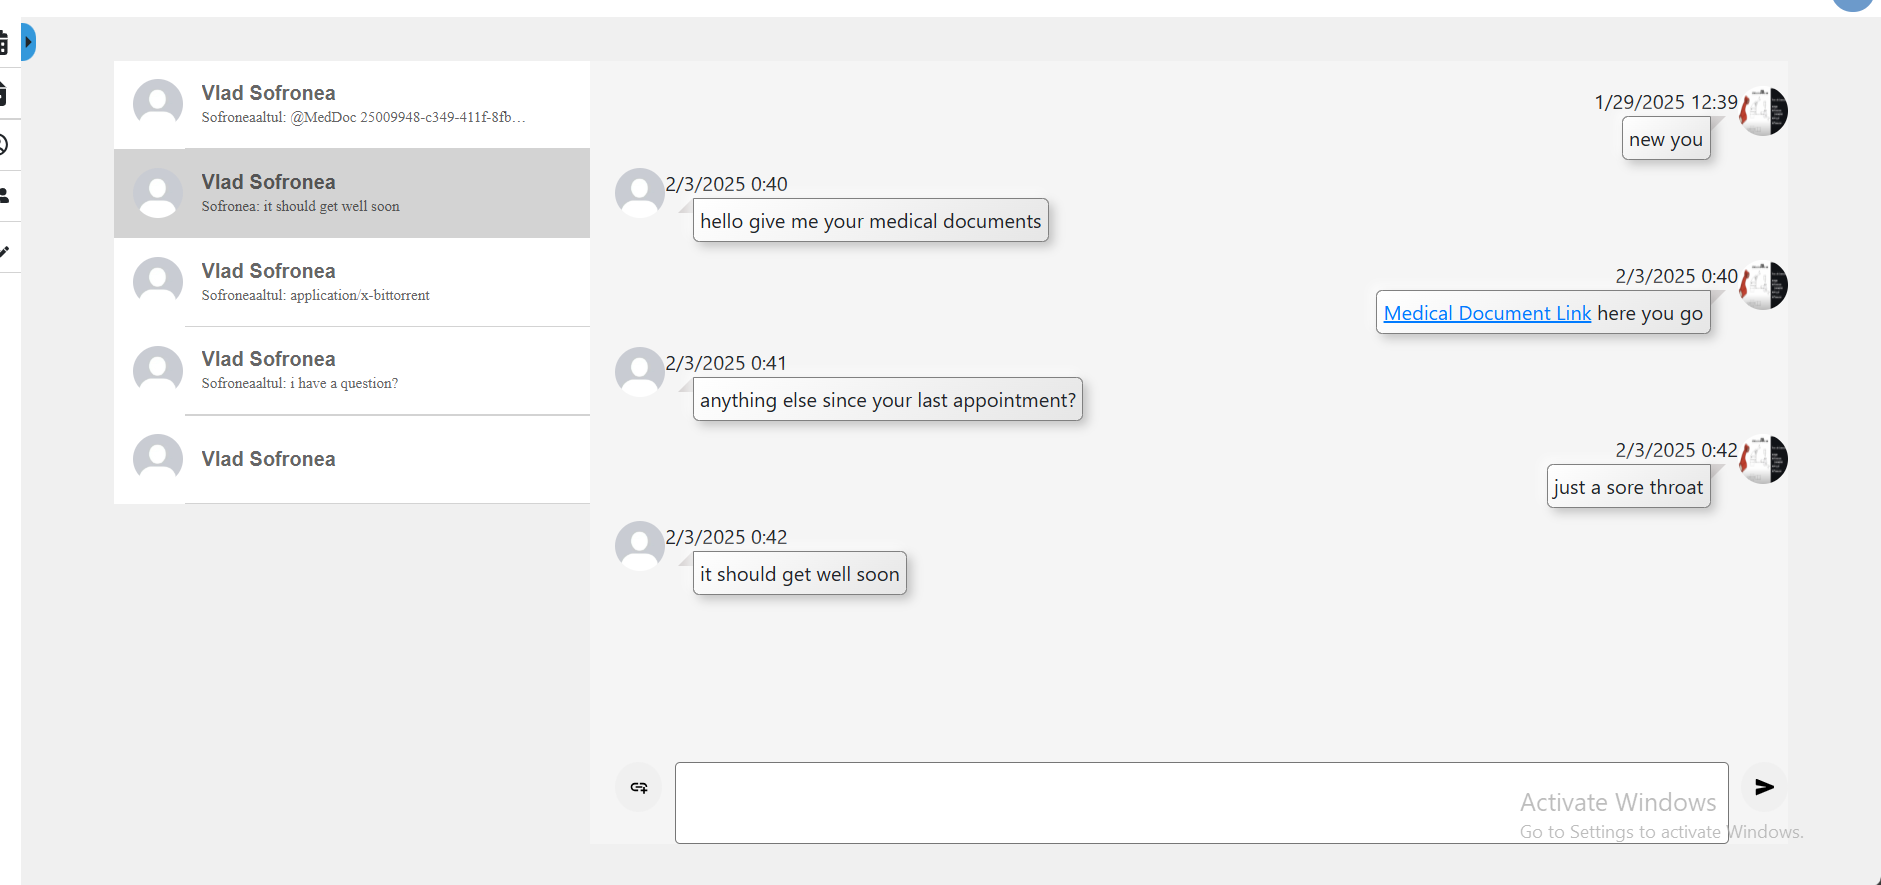 Vlad Sofronea
Sofroneaaltul: @MedDoc 25009948-c349-411f-8fb...
Vlad Sofronea
Sofronea: it should get well soon
Vlad Sofronea
Sofroneaaltul: application/x-bittorrent
Vlad Sofronea
Sofroneaaltul: i have a question?
Vlad Sofronea
1/29/2025 12:39
new you
2/3/2025 0:40
hello give me your medical documents
2/3/2025 0:40
Medical Document Link here you go
2/3/2025 0:41
anything else since your last appointment?
2/3/2025 0:42
just a sore throat
2/3/2025 0:42
it should get well soon
Activate Windows
Go to Settings to activate Windows.